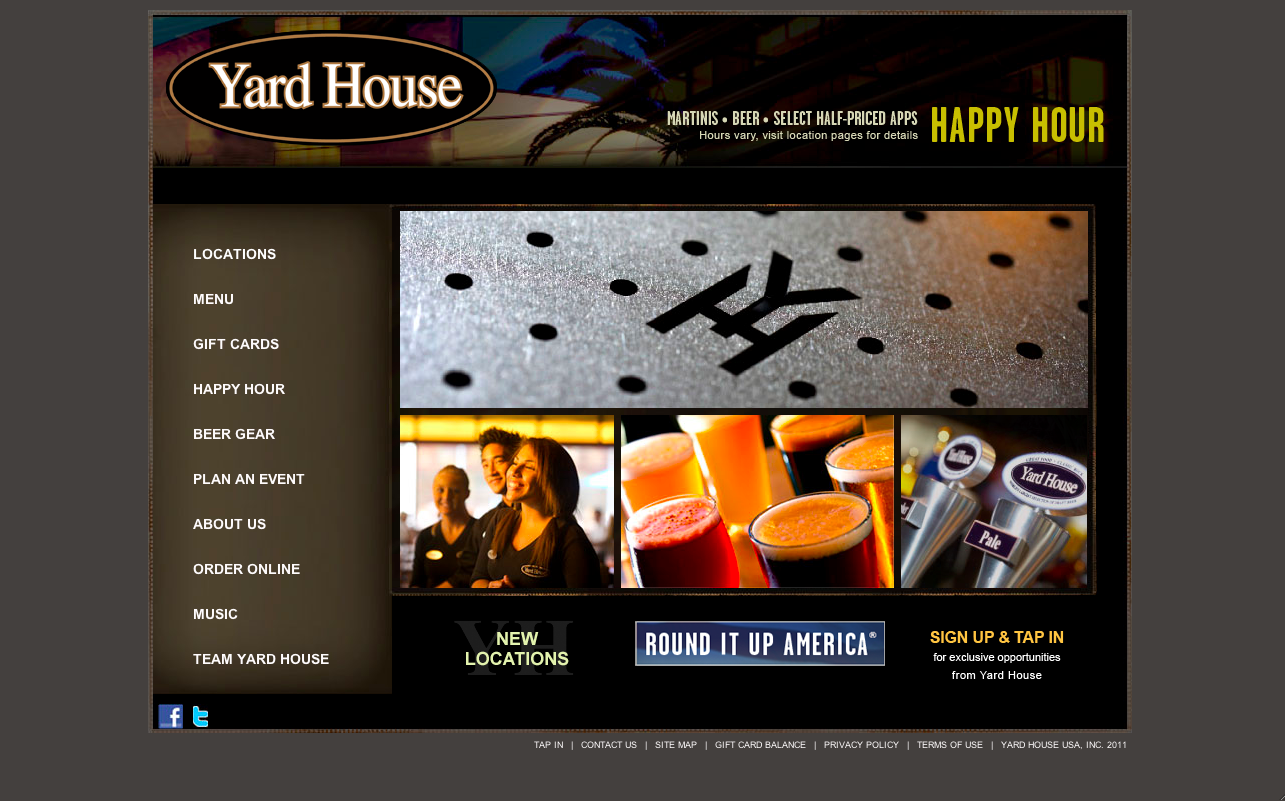 Yard House
MARTINIS • BEER • SELECT HALF-PRICED APPS
Hours vary, visit location pages for details
HAPPY HOUR
LOCATIONS
MENU
GIFT CARDS
HAPPY HOUR
BEER GEAR
PLAN AN EVENT
ABOUT US
ORDER ONLINE
MUSIC
TEAM YARD HOUSE
YH
Yard House
Yard House
Yard House
Pale
YH
NEW
LOCATIONS
ROUND IT UP AMERICA®
SIGN UP & TAP IN
for exclusive opportunities
from Yard House
f t
TAP IN | CONTACT US | SITE MAP | GIFT CARD BALANCE | PRIVACY POLICY | TERMS OF USE | YARD HOUSE USA, INC. 2011